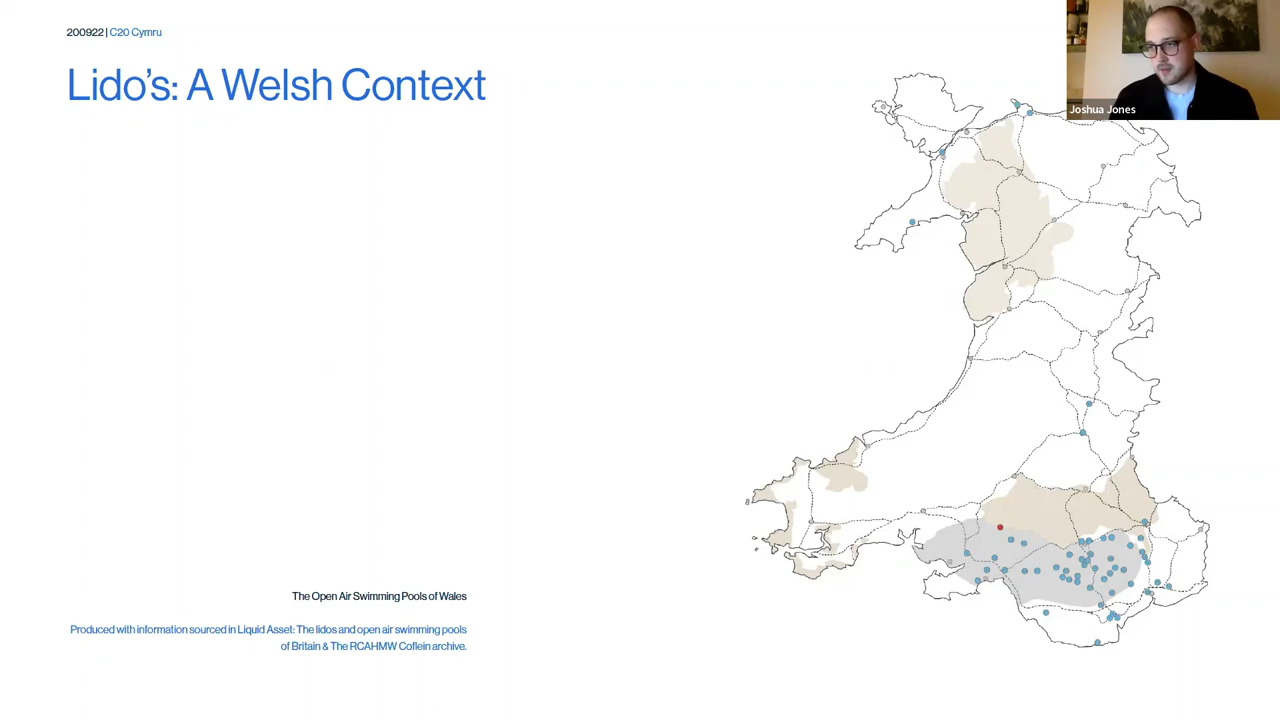 200922 | C20 Cymru
Lido's: A Welsh Context
Joshua Jones
The Open Air Swimming Pools of Wales
Produced with information sourced in Liquid Asset: The lidos and open air swimming pools
of Britain & The RCAHMW Coflein archive.